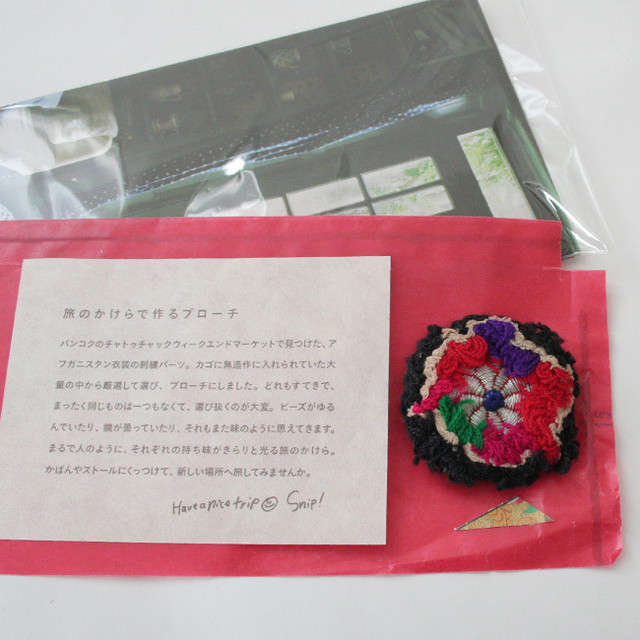 旅のかけらで作るブローチ
バンコクのチャトゥチャックウィークエンドマーケットで見つけた、ア
フガニスタン衣装の刺繍パーツ。カゴに無造作に入れられていた大
量の中から厳選して選び、ブローチにしました。どれもすてきで、
まったく同じものは一つもなくて、選び抜くのが大変。ビーズがゆる
んでいたり、鏡が曇っていたり、それもまた味のように思えてきます。
まるで人のように、それぞれの持ち味がきらりと光る旅のかけら。
かばんやストールにくっつけて、新しい場所へ旅してみませんか。
Have a nice trip☺ Snip!